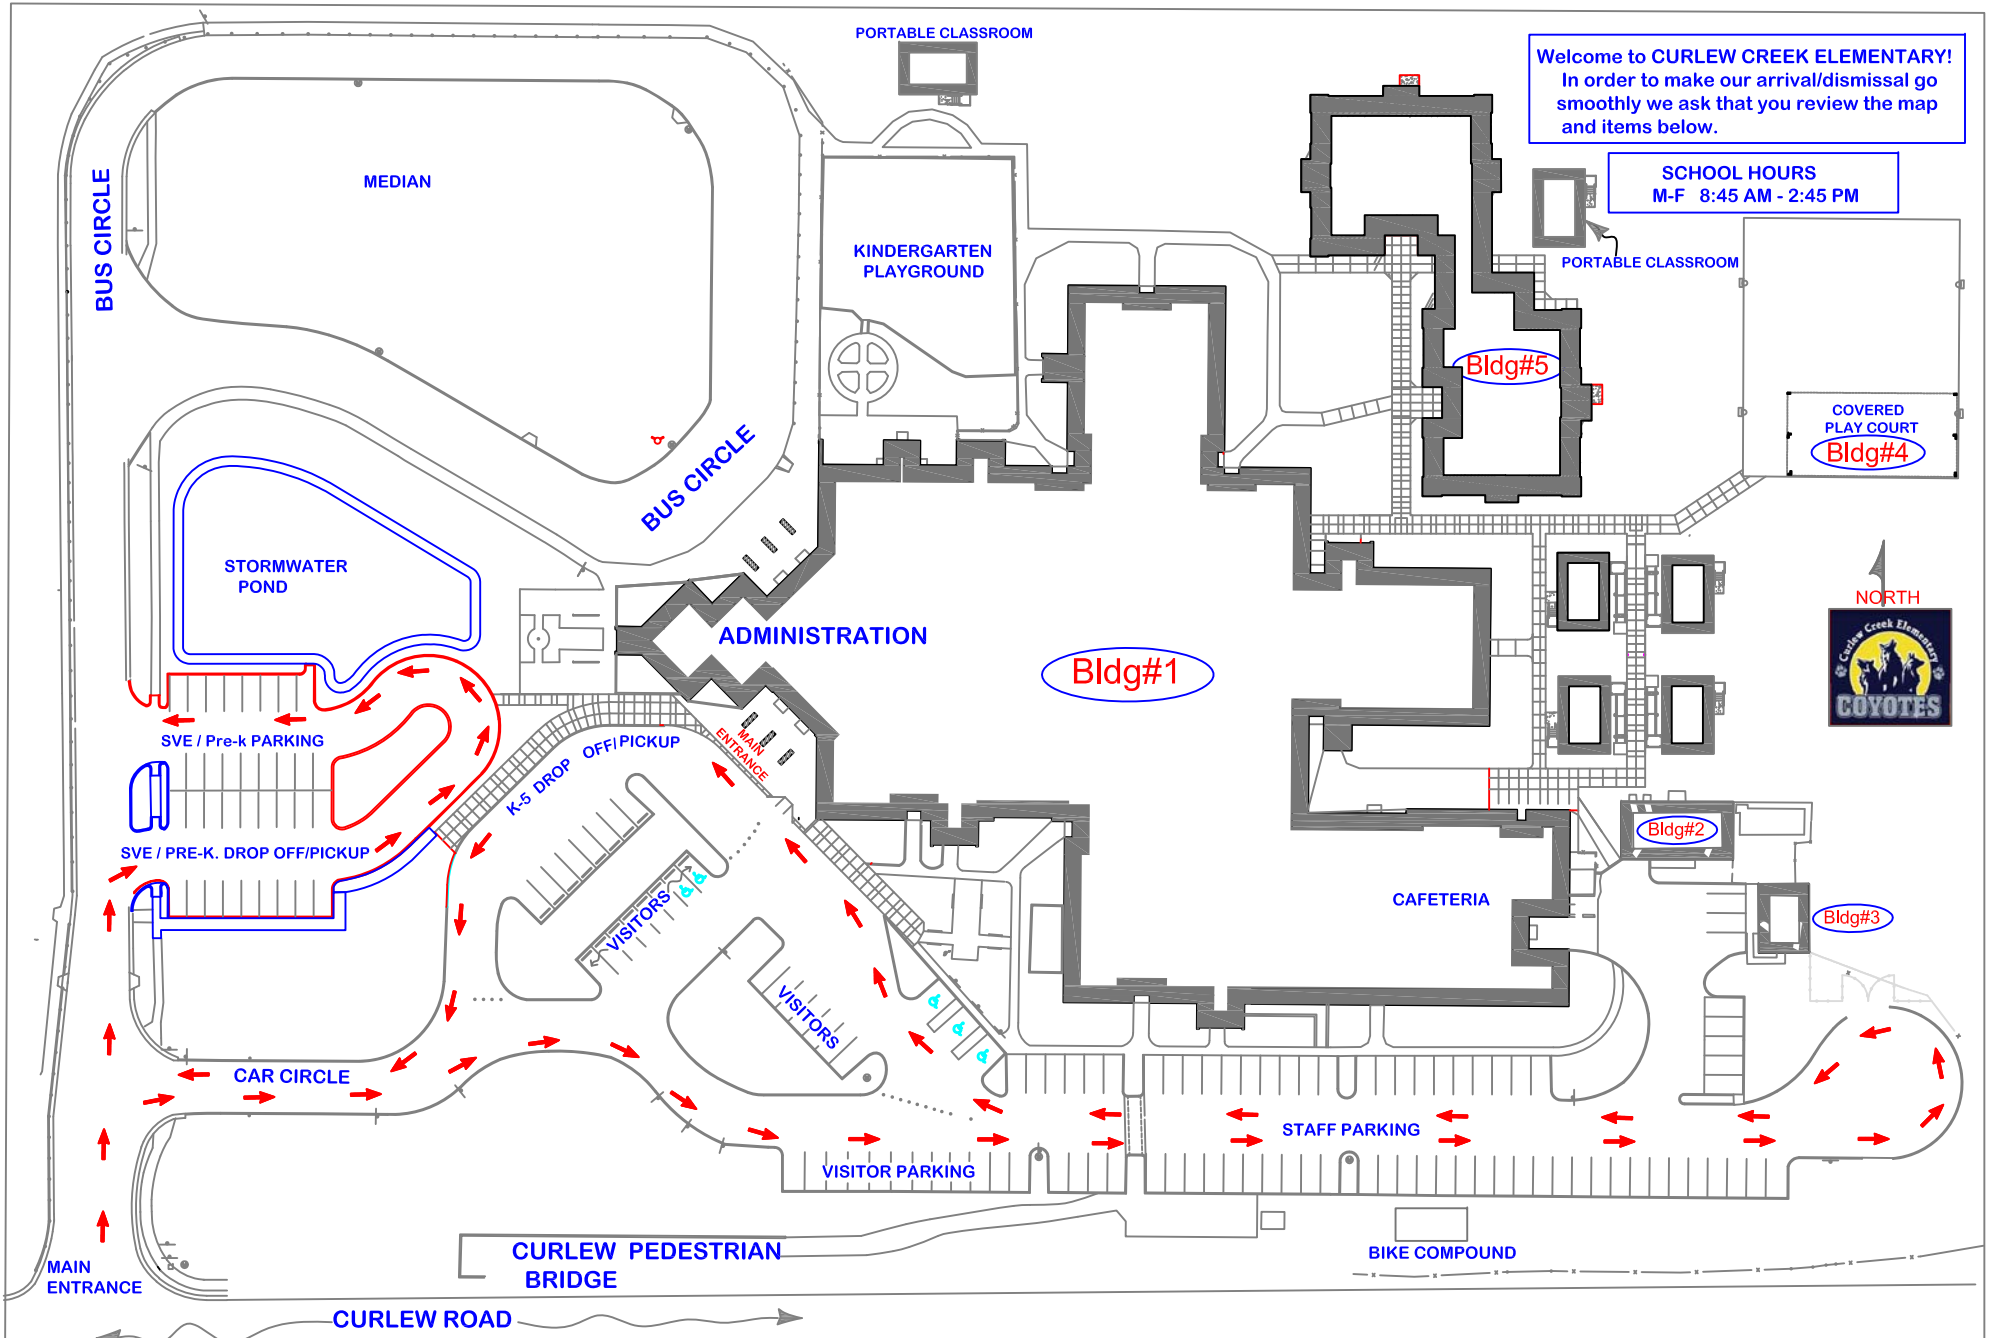 PORTABLE CLASSROOM
Welcome to CURLEW CREEK ELEMENTARY!
In order to make our arrival/dismissal go
smoothly we ask that you review the map
and items below.
SCHOOL HOURS
M-F 8:45 AM - 2:45 PM
MEDIAN
BUS CIRCLE
KINDERGARTEN
PLAYGROUND
PORTABLE CLASSROOM
Bldg#5
COVERED
PLAY COURT
Bldg#4
BUS CIRCLE
STORMWATER
POND
ADMINISTRATION
Bldg#1
NORTH
Curlew Creek Elementary
COYOTES
SVE / Pre-k PARKING
K-5 DROP OFF/PICKUP
MAIN
ENTRANCE
SVE / PRE-K. DROP OFF/PICKUP
Bldg#2
VISITORS
CAFETERIA
Bldg#3
VISITORS
CAR CIRCLE
STAFF PARKING
VISITOR PARKING
CURLEW PEDESTRIAN
BRIDGE
BIKE COMPOUND
MAIN
ENTRANCE
CURLEW ROAD